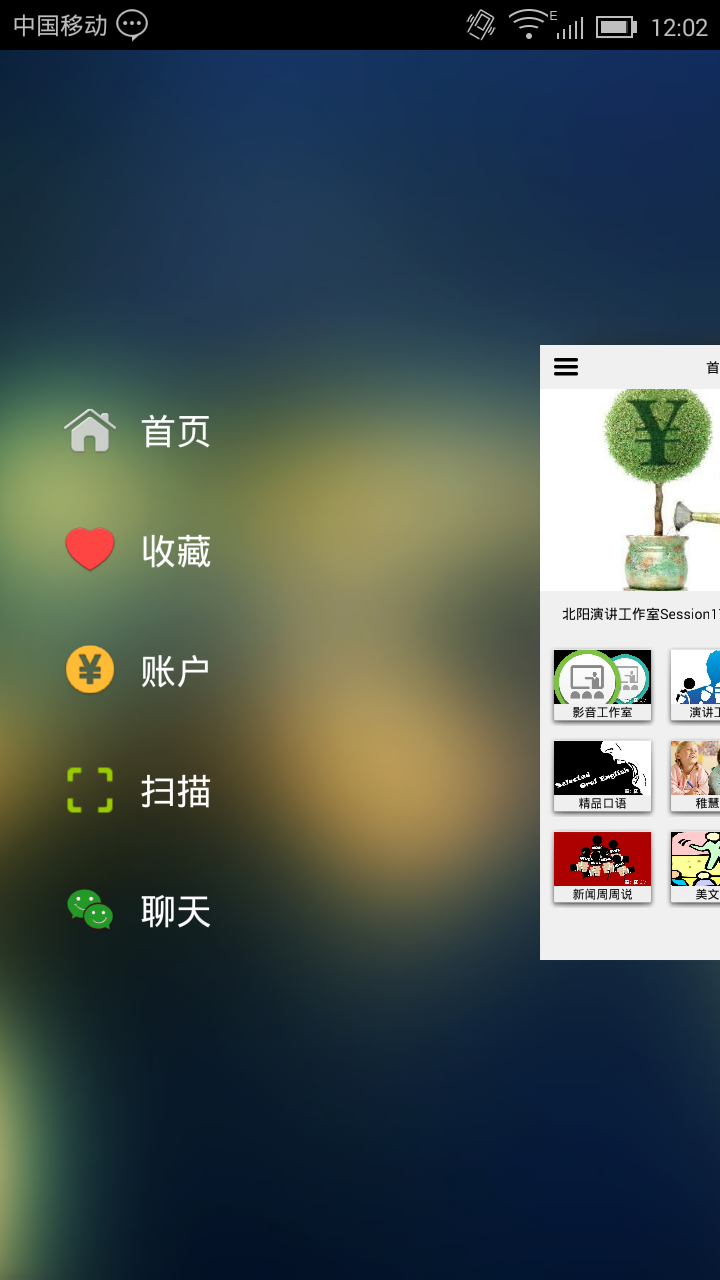 中国移动
E
12:02
首页
收藏
账户
扫描
聊天
首
¥
北阳演讲工作室Session1
影音工作室
演讲
Selected
Oral English
精品口语
稚慧
新闻周周说
美文